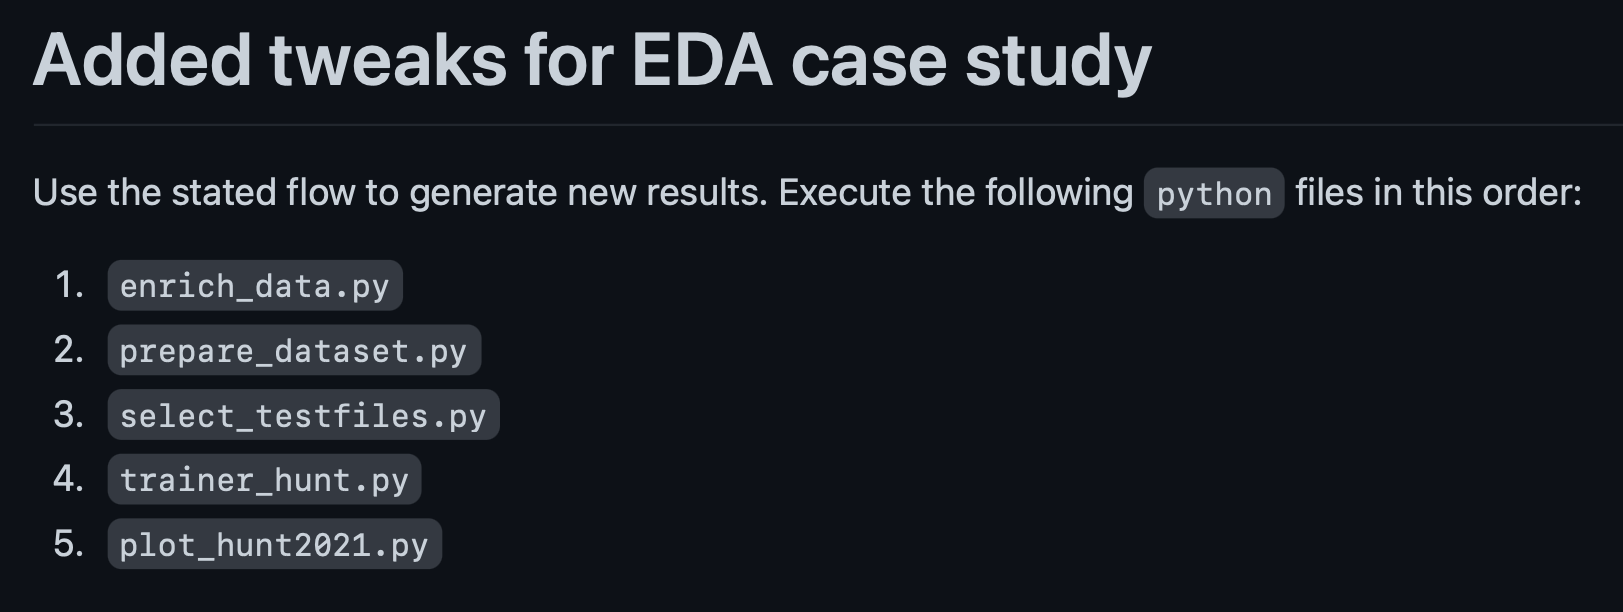 Added tweaks for EDA case study
Use the stated flow to generate new results. Execute the following python files in this order:
1. enrich_data.py
2. prepare_dataset.py
3. select_testfiles.py
4. trainer_hunt.py
5. plot_hunt2021.py